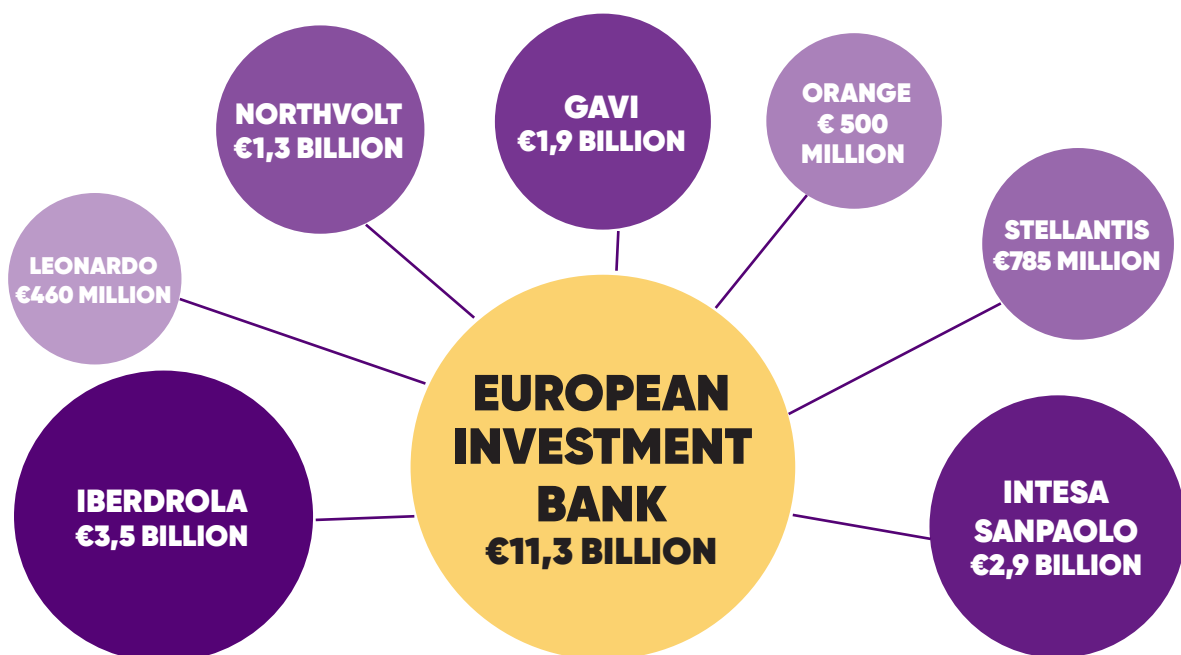 NORTHVOLT
€1,3 BILLION
GAVI
€1,9 BILLION
ORANGE
€ 500
MILLION
STELLANTIS
€785 MILLION
LEONARDO
€460 MILLION
EUROPEAN
INVESTMENT
BANK
€11,3 BILLION
IBERDROLA
€3,5 BILLION
INTESA
SANPAOLO
€2,9 BILLION